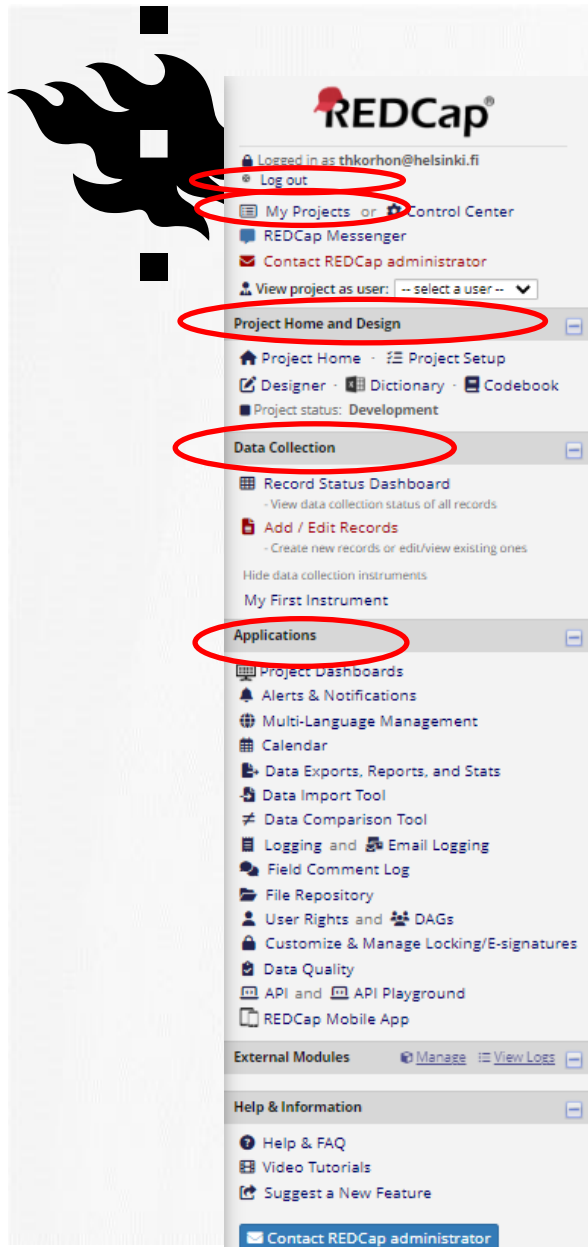 REDCap®
Logged in as thkorhon@helsinki.fi
Log out
My Projects or Control Center
REDCap Messenger
Contact REDCap administrator
View project as user: -- select a user --
Project Home and Design
Project Home · Project Setup
Designer · Dictionary · Codebook
Project status: Development
Data Collection
Record Status Dashboard
- View data collection status of all records
Add / Edit Records
- Create new records or edit/view existing ones
Hide data collection instruments
My First Instrument
Applications
Project Dashboards
Alerts & Notifications
Multi-Language Management
Calendar
Data Exports, Reports, and Stats
Data Import Tool
Data Comparison Tool
Logging and Email Logging
Field Comment Log
File Repository
User Rights and DAGs
Customize & Manage Locking/E-signatures
Data Quality
API and API Playground
REDCap Mobile App
External Modules Manage View Logs
Help & Information
Help & FAQ
Video Tutorials
Suggest a New Feature
Contact REDCap administrator